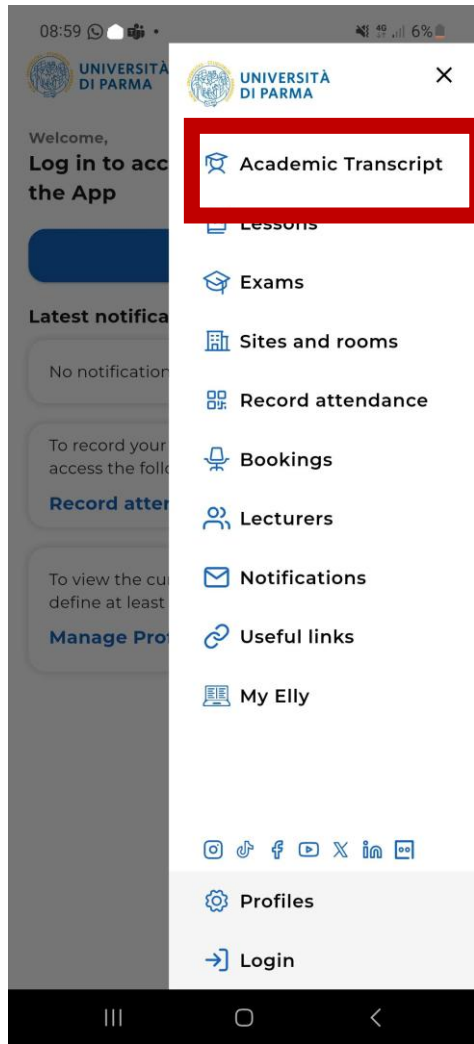 08:59
4G
6%
UNIVERSITÀ
DI PARMA
Welcome,
Log in to acc
the App
Latest notifica
No notification
To record your
access the follo
Record atter
To view the cu
define at least
Manage Pro
UNIVERSITÀ
DI PARMA
Academic Transcript
Lessons
Exams
Sites and rooms
Record attendance
Bookings
Lecturers
Notifications
Useful links
My Elly
Profiles
Login